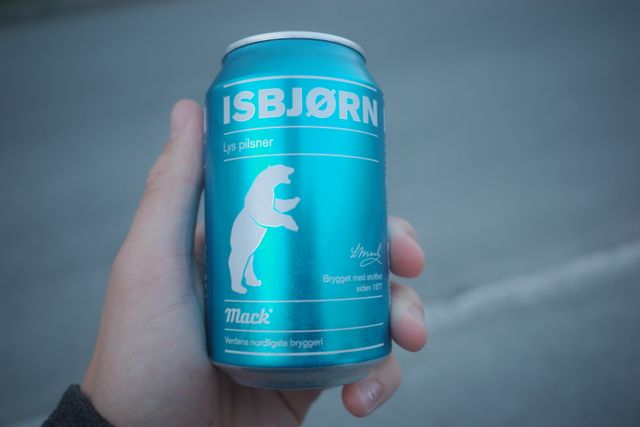 ISBJØRN
Lys pilsner
Brygget med stolthet
siden 1877
Mack
Verdens nordligste bryggeri